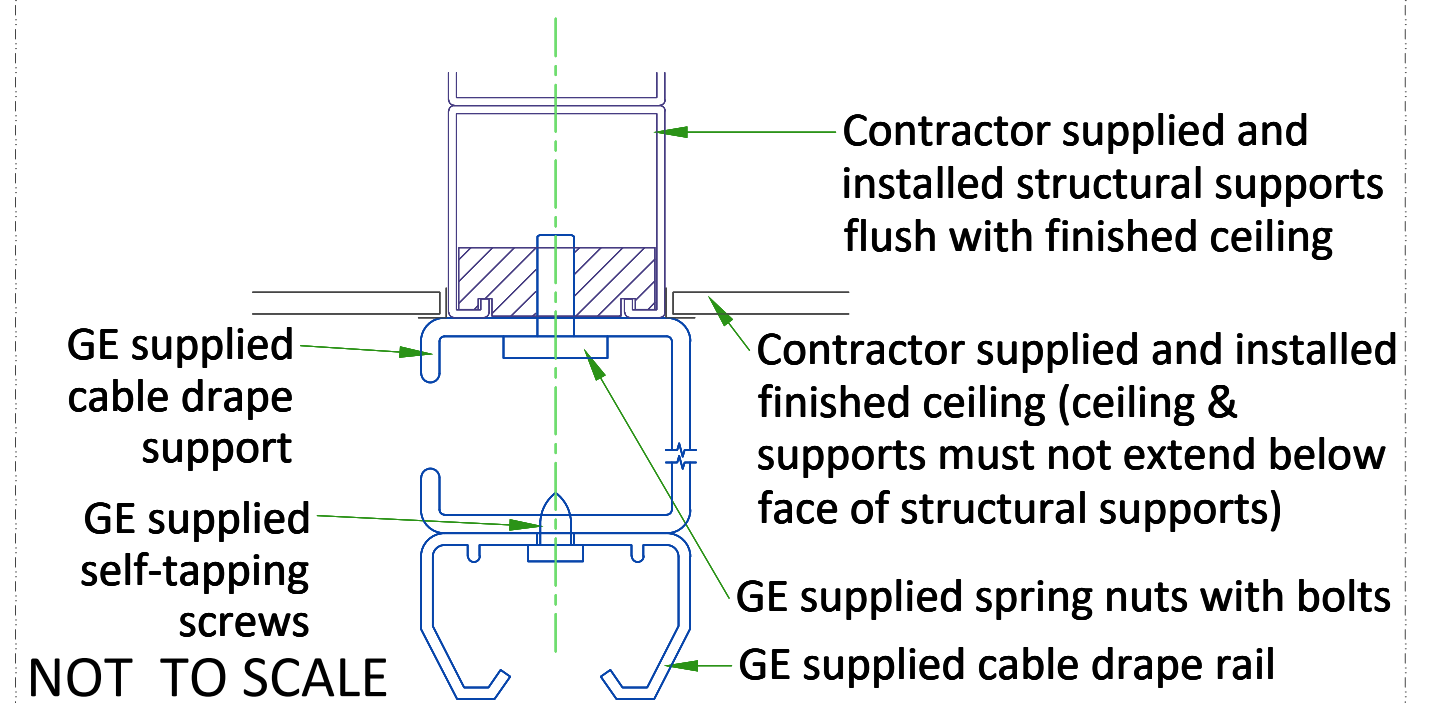 Contractor supplied and
installed structural supports
flush with finished ceiling
GE supplied
cable drape
support
Contractor supplied and installed
finished ceiling (ceiling &
supports must not extend below
face of structural supports)
GE supplied
self-tapping
screws
GE supplied spring nuts with bolts
GE supplied cable drape rail
NOT TO SCALE